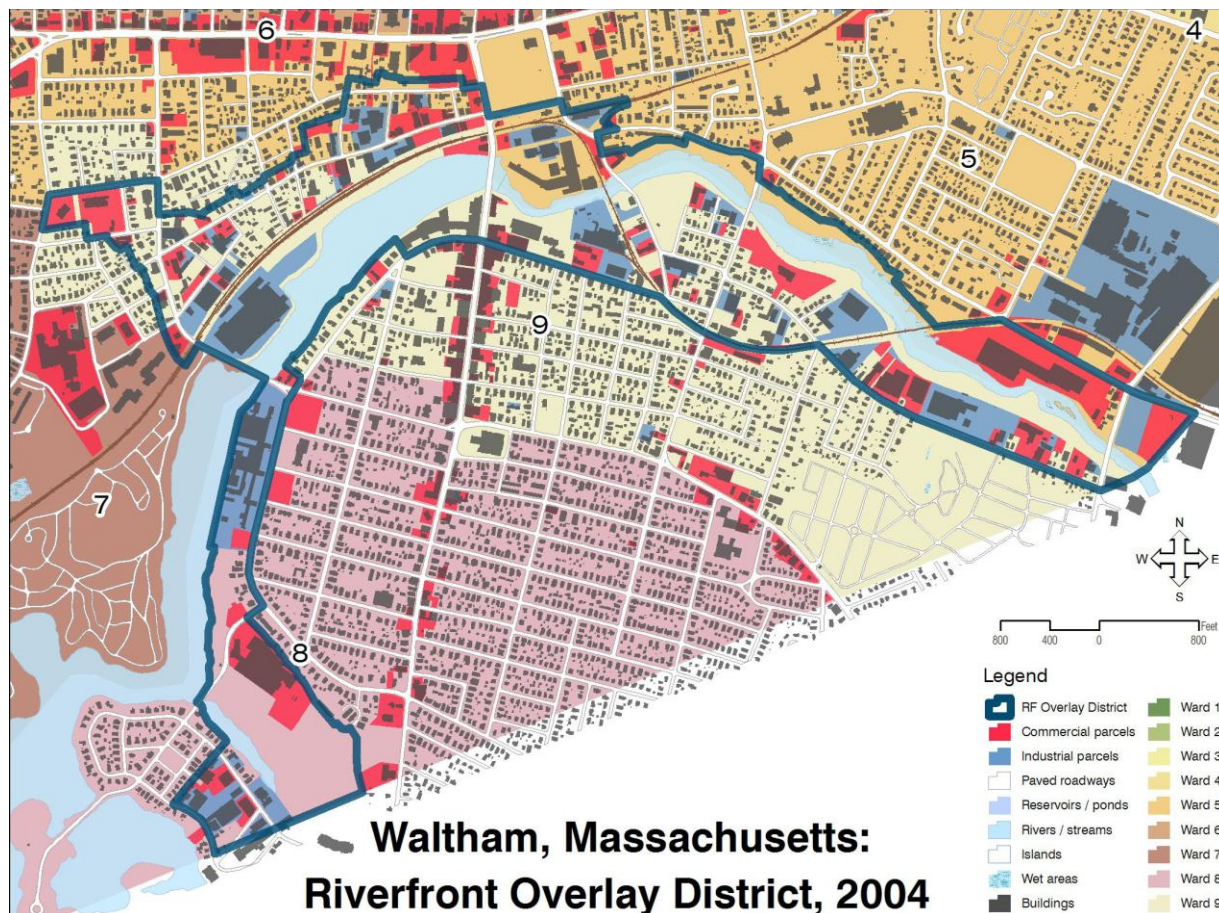 6
4
5
9
7
8
N
W E
S
800 400 0 800 Feet
Legend
RF Overlay District
Commercial parcels
Industrial parcels
Paved roadways
Reservoirs / ponds
Rivers / streams
Islands
Wet areas
Buildings
Ward 1
Ward 2
Ward 3
Ward 4
Ward 5
Ward 6
Ward 7
Ward 8
Ward 9
Waltham, Massachusetts:
Riverfront Overlay District, 2004